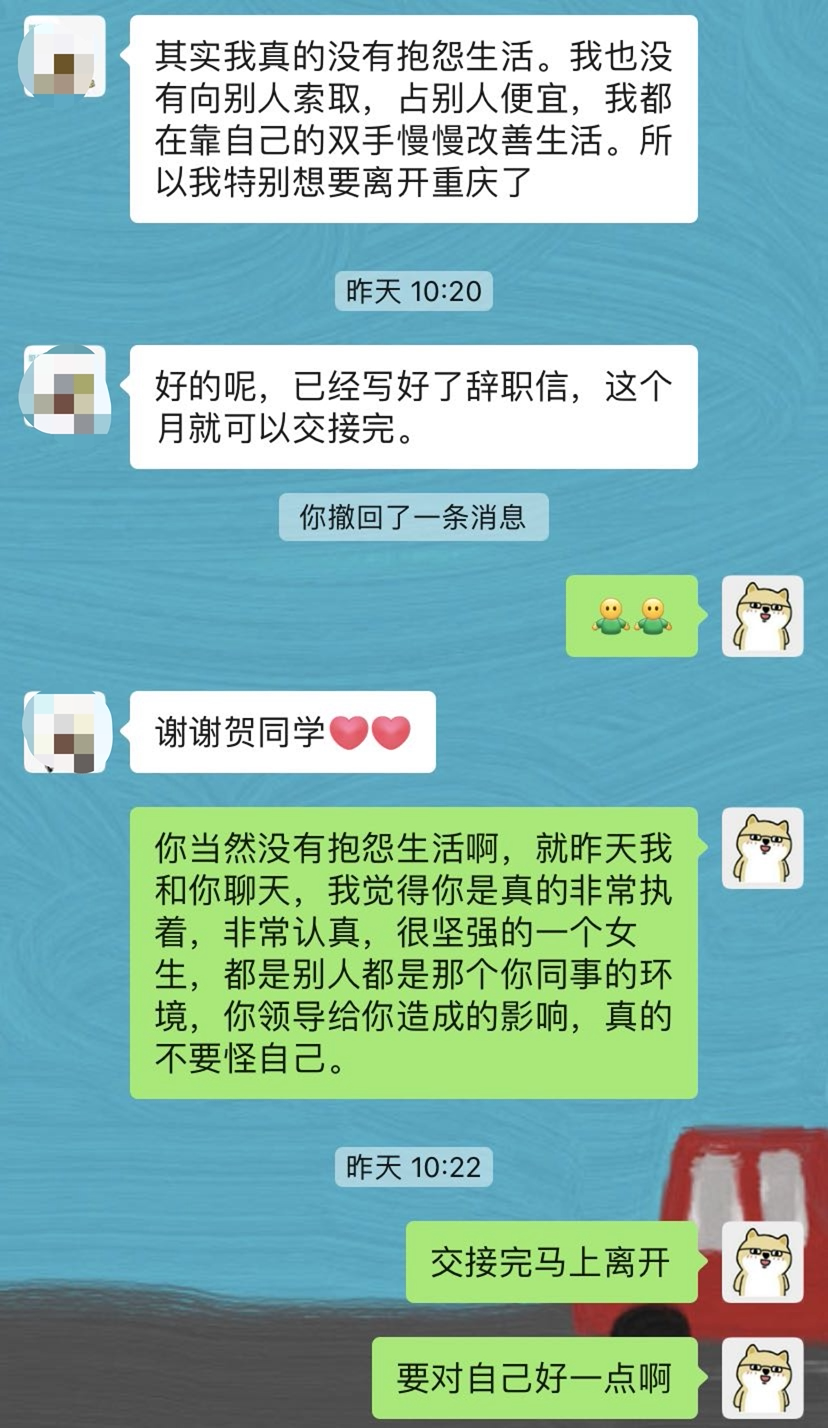 其实我真的没有抱怨生活。我也没
有向别人索取，占别人便宜，我都
在靠自己的双手慢慢改善生活。所
以我特别想要离开重庆了
昨天 10:20
好的呢，已经写好了辞职信，这个
月就可以交接完。
你撤回了一条消息
谢谢贺同学
你当然没有抱怨生活啊，就昨天我
和你聊天，我觉得你是真的非常执
着，非常认真，很坚强的一个女
生，都是别人都是那个你同事的环
境，你领导给你造成的影响，真的
不要怪自己。
昨天 10:22
交接完马上离开
要对自己好一点啊